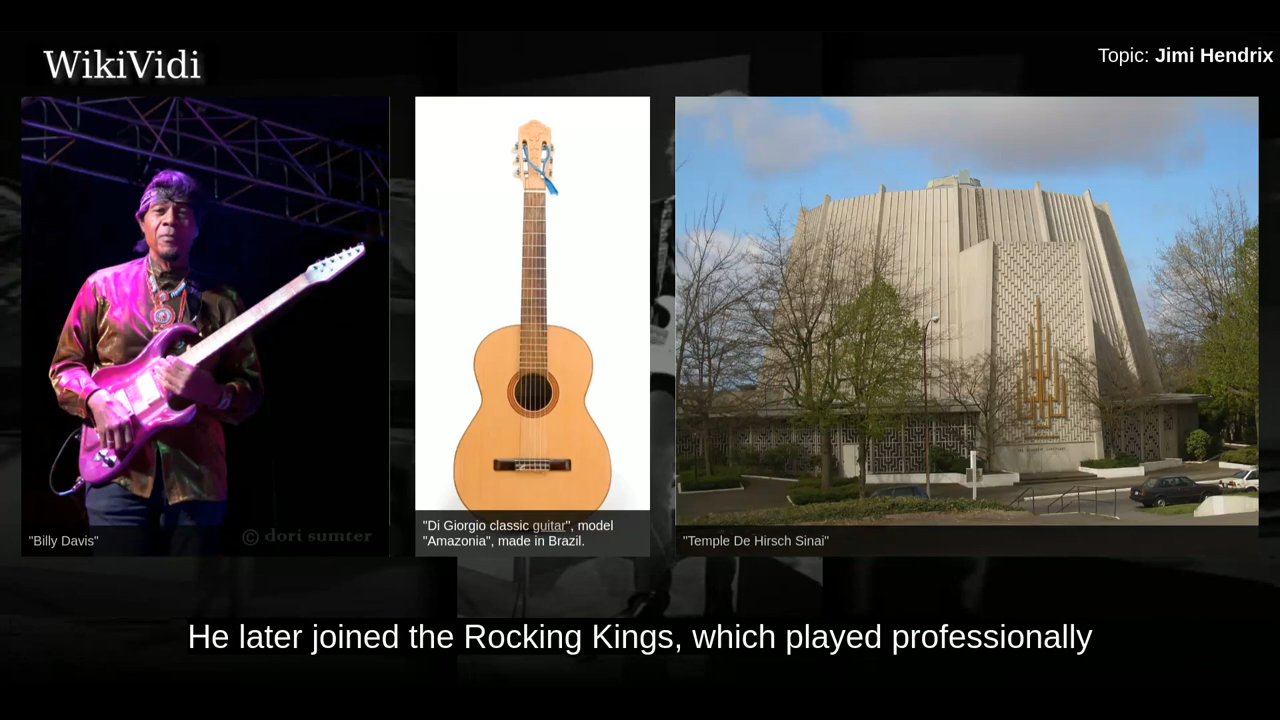 WikiVidi
Topic: Jimi Hendrix
"Billy Davis"
© dori sumter
"Di Giorgio classic guitar", model
"Amazonia", made in Brazil.
"Temple De Hirsch Sinai"
He later joined the Rocking Kings, which played professionally